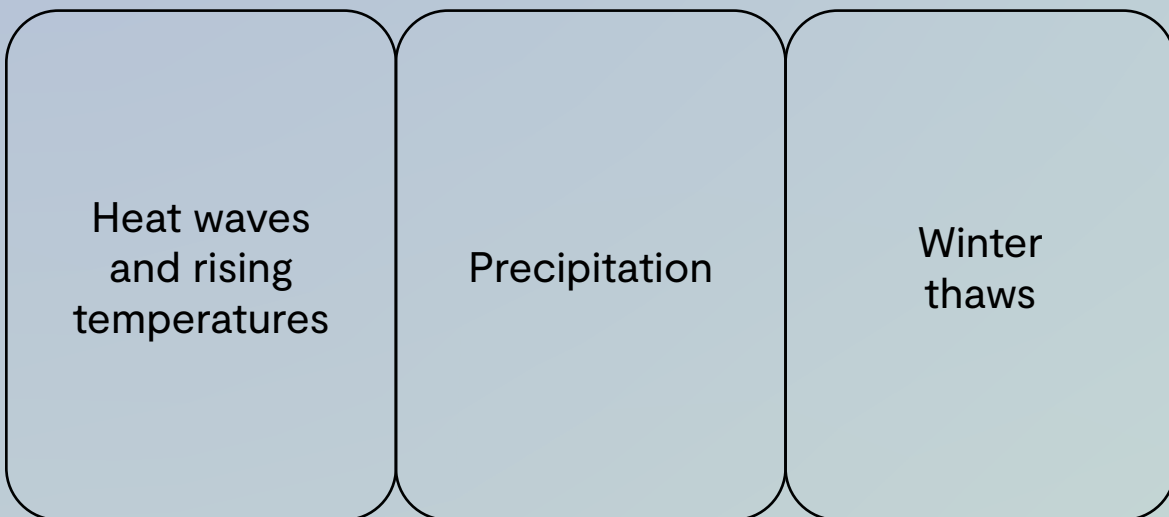 Heat waves
and rising
temperatures
Precipitation
Winter
thaws